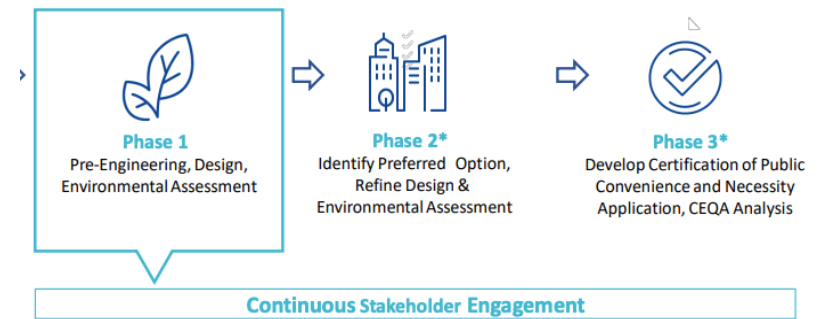 Phase 1
Pre-Engineering, Design,
Environmental Assessment
Phase 2*
Identify Preferred Option,
Refine Design &
Environmental Assessment
Phase 3*
Develop Certification of Public
Convenience and Necessity
Application, CEQA Analysis
Continuous Stakeholder Engagement